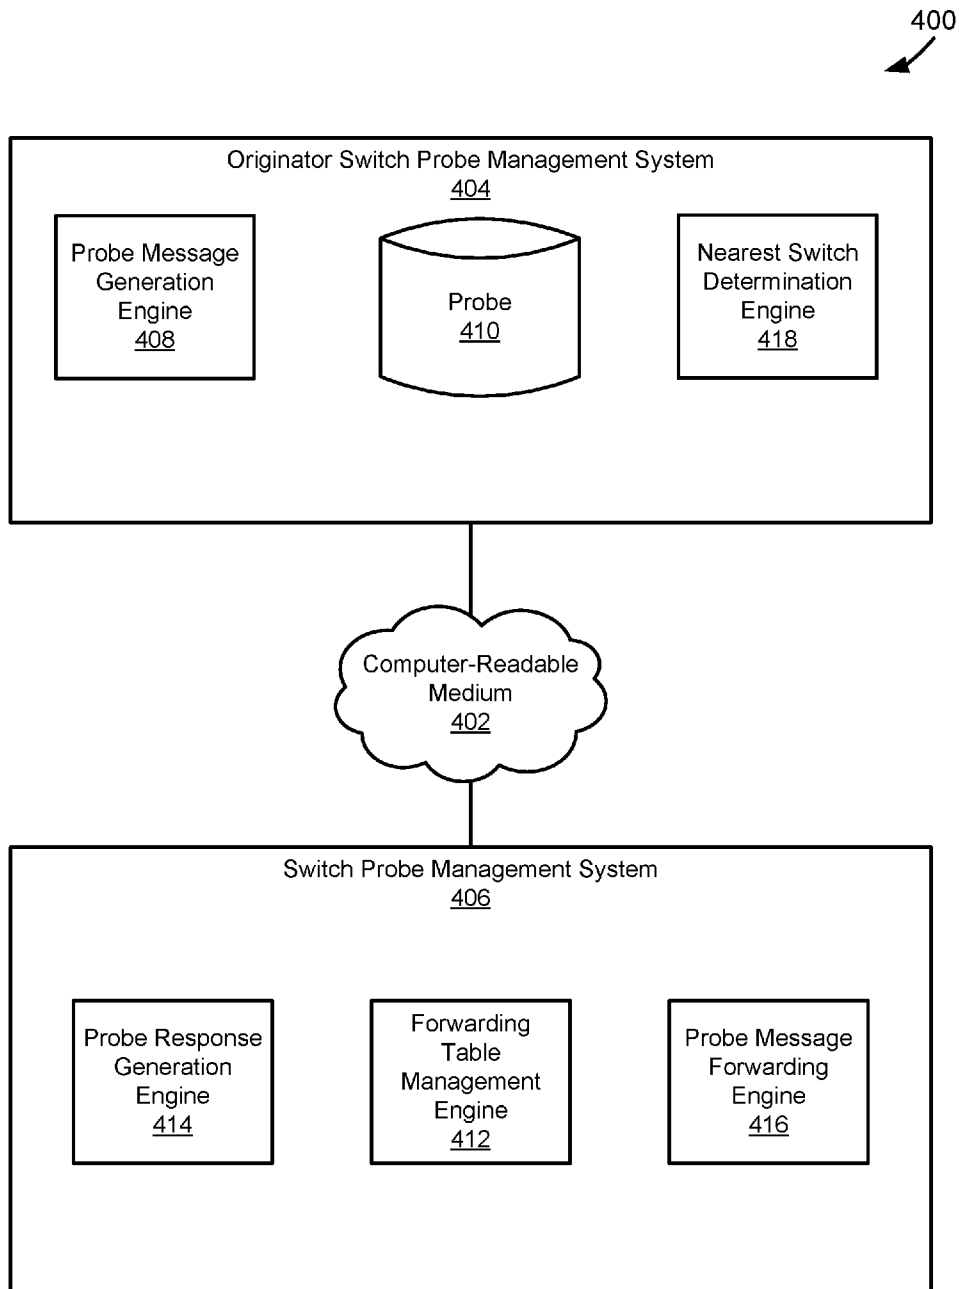 400
Originator Switch Probe Management System
404
Probe Message
Generation
Engine
408
Probe
410
Nearest Switch
Determination
Engine
418
Computer-Readable
Medium
402
Switch Probe Management System
406
Probe Response
Generation
Engine
414
Forwarding
Table
Management
Engine
412
Probe Message
Forwarding
Engine
416